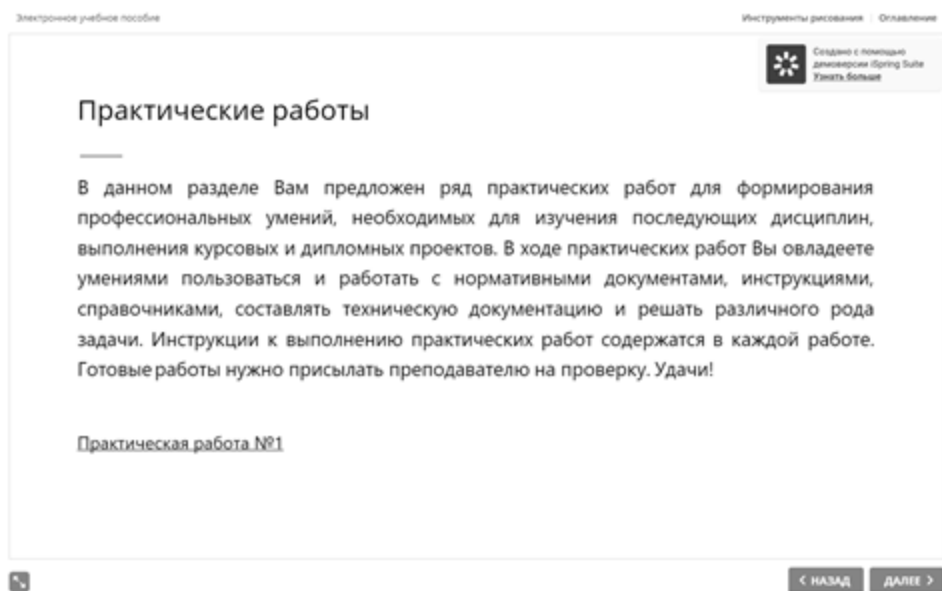 Электронное учебное пособие
Инструменты рисования | Оглавление
Создано с помощью
демоверсии iSpring Suite
Узнать больше
Практические работы
В данном разделе Вам предложен ряд практических работ для формирования
профессиональных умений, необходимых для изучения последующих дисциплин,
выполнения курсовых и дипломных проектов. В ходе практических работ Вы овладеете
умениями пользоваться и работать с нормативными документами, инструкциями,
справочниками, составлять техническую документацию и решать различного рода
задачи. Инструкции к выполнению практических работ содержатся в каждой работе.
Готовые работы нужно присылать преподавателю на проверку. Удачи!
Практическая работа №1
НАЗАД
ДАЛЕЕ